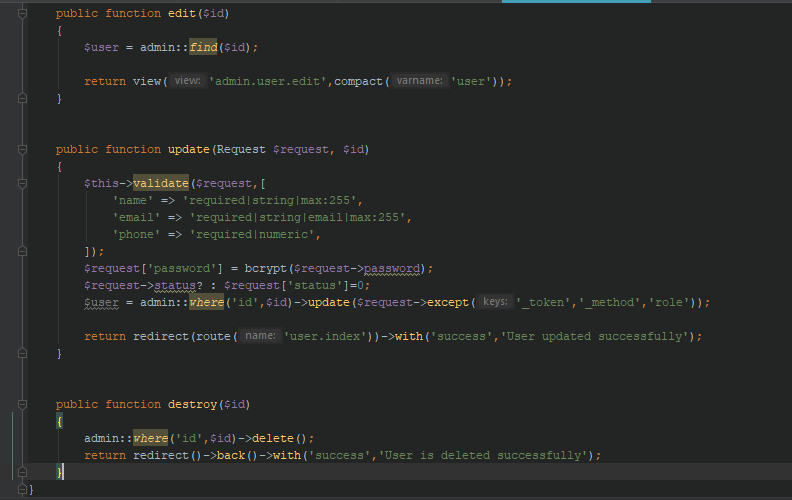 public function edit($id)
{
$user = admin::find($id);
return view( view: 'admin.user.edit',compact( varname: 'user'));
}
public function update(Request $request, $id)
{
$this->validate($request,[
'name' => 'required|string|max:255',
'email' => 'required|string|email|max:255',
'phone' => 'required|numeric',
]);
$request['password'] = bcrypt($request->password);
$request->status? : $request['status']=0;
$user = admin::where('id',$id)->update($request->except( keys: '_token','_method','role'));
return redirect(route( name: 'user.index'))->with('success','User updated successfully');
}
public function destroy($id)
{
admin::where('id',$id)->delete();
return redirect()->back()->with('success','User is deleted successfully');
}
}